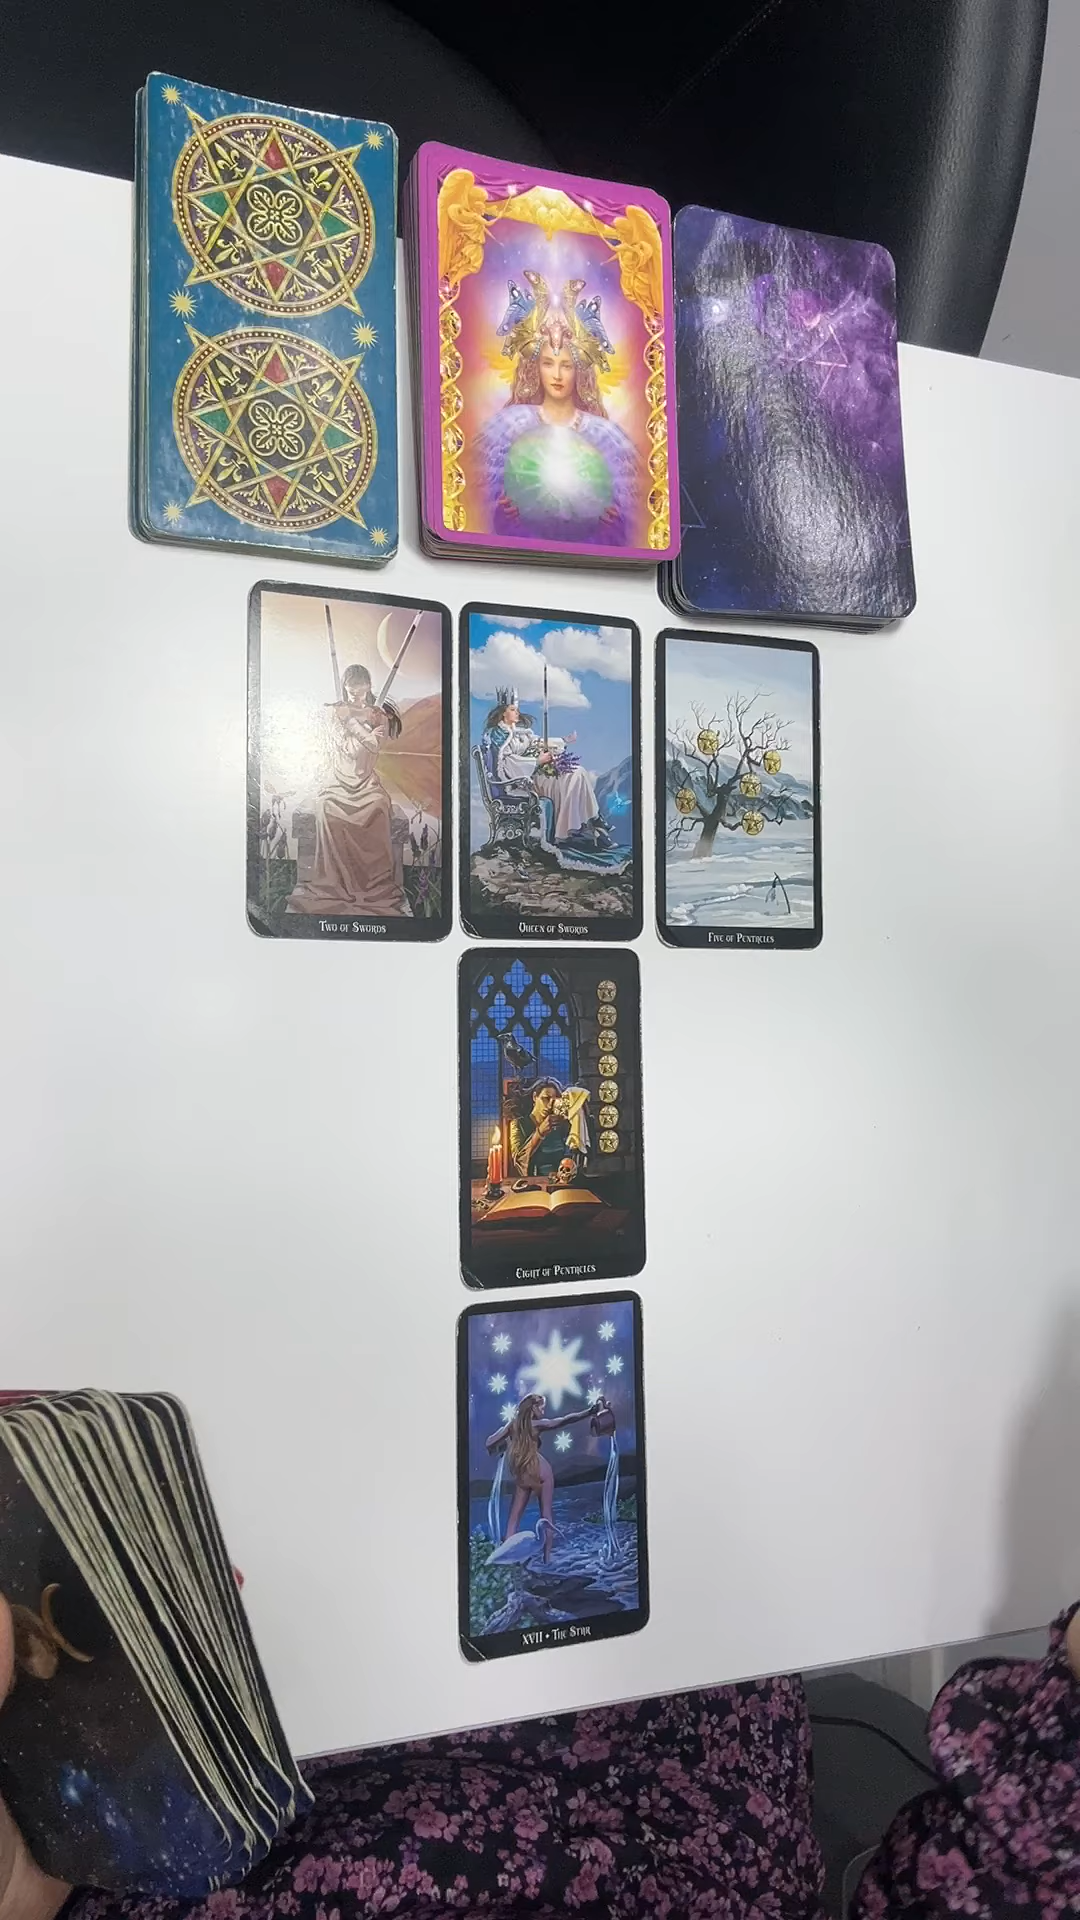 Two of Swords
Queen of Swords
Five of Pentacles
Eight of Pentacles
XVII • The Star